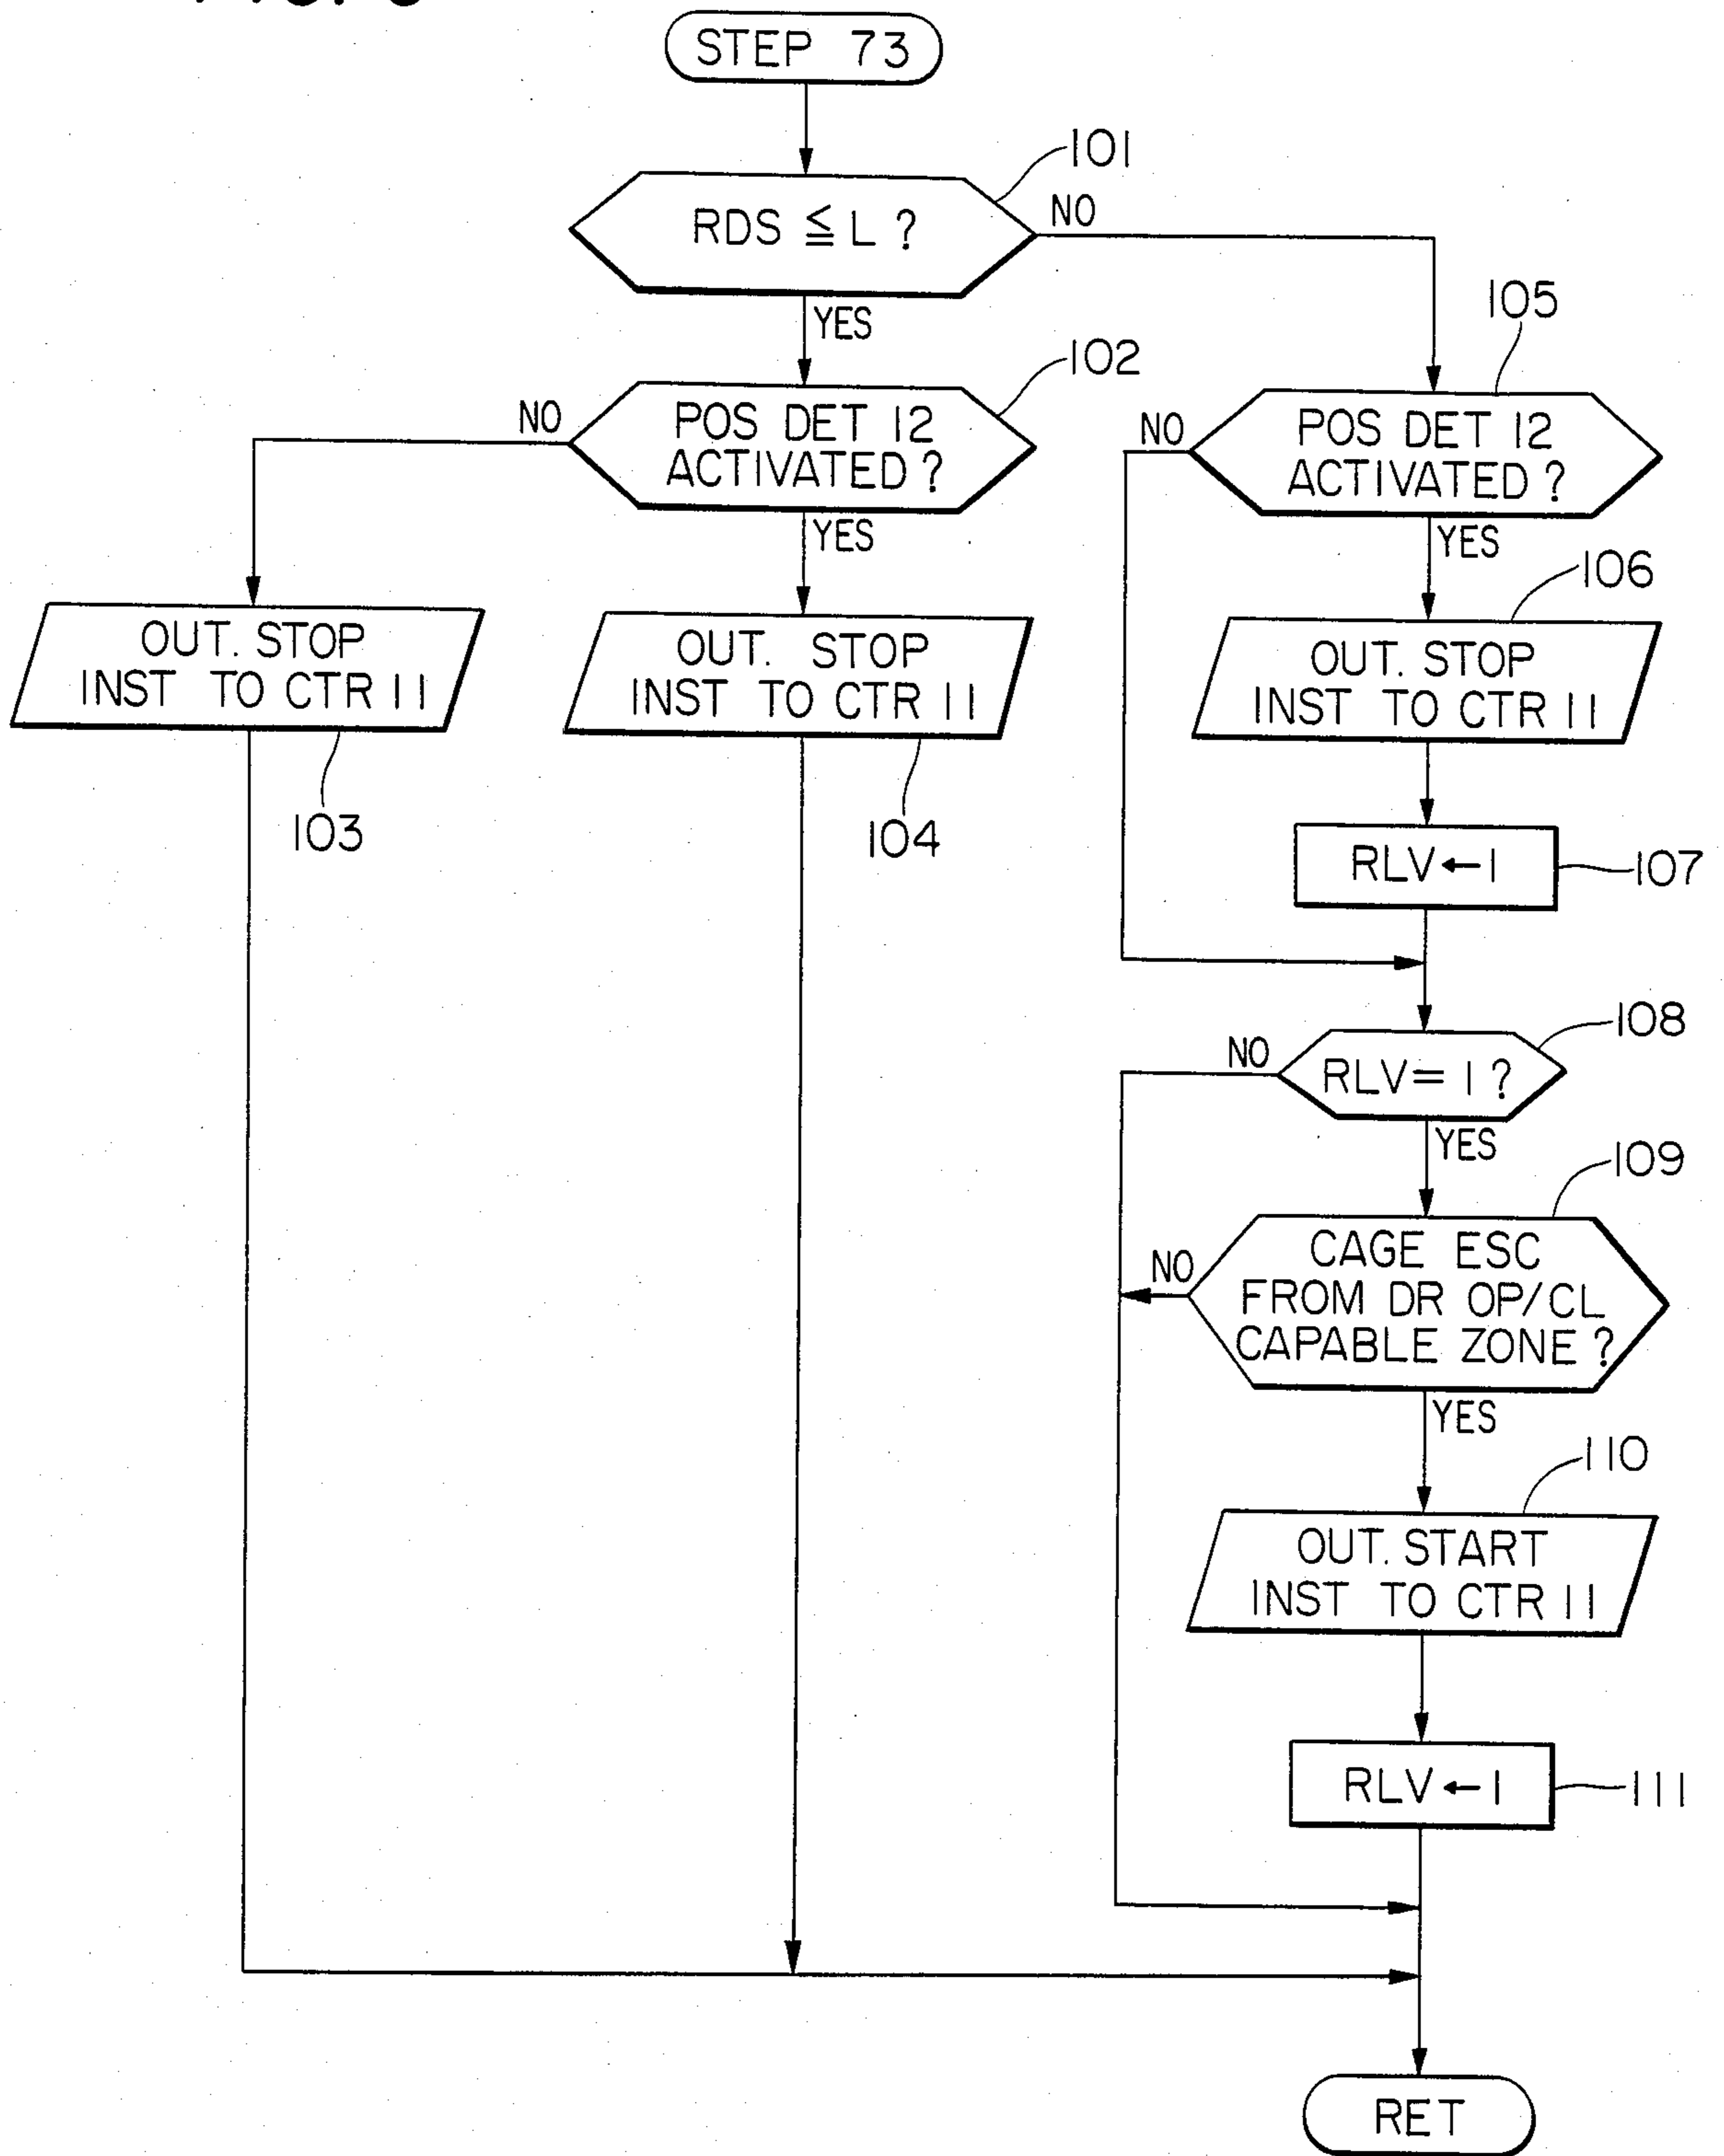 STEP 73
101
RDS ≦ L ?
NO
YES
105
102
NO
POS DET 12
ACTIVATED ?
NO
POS DET 12
ACTIVATED ?
YES
YES
106
OUT. STOP
INST TO CTR 11
OUT. STOP
INST TO CTR 11
OUT. STOP
INST TO CTR 11
103
104
RLV ← 1
107
108
NO
RLV = 1 ?
YES
109
NO
CAGE ESC
FROM DR OP/CL
CAPABLE ZONE ?
YES
110
OUT. START
INST TO CTR 11
RLV ← 1
111
RET